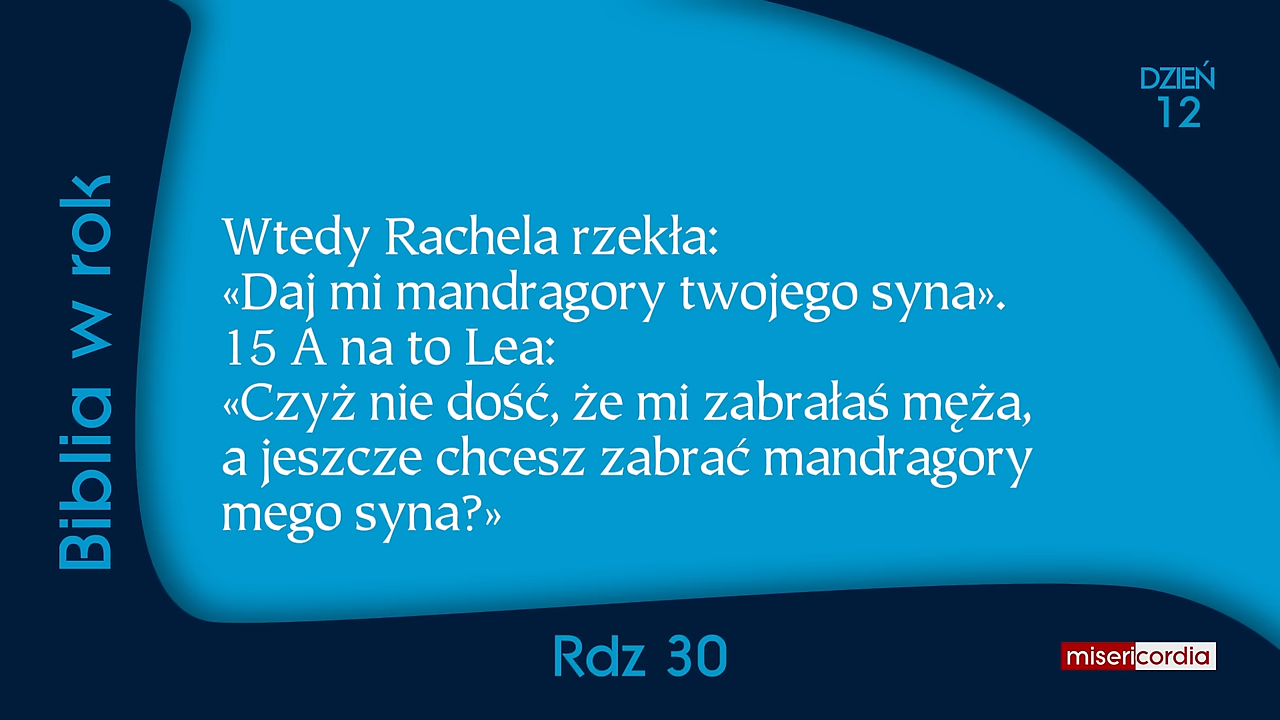 DZIEŃ
12
Biblia w rok
Wtedy Rachela rzekła:
«Daj mi mandragory twojego syna».
15 A na to Lea:
«Czyż nie dość, że mi zabrałaś męża,
a jeszcze chcesz zabrać mandragory
mego syna?»
Rdz 30
misericordia